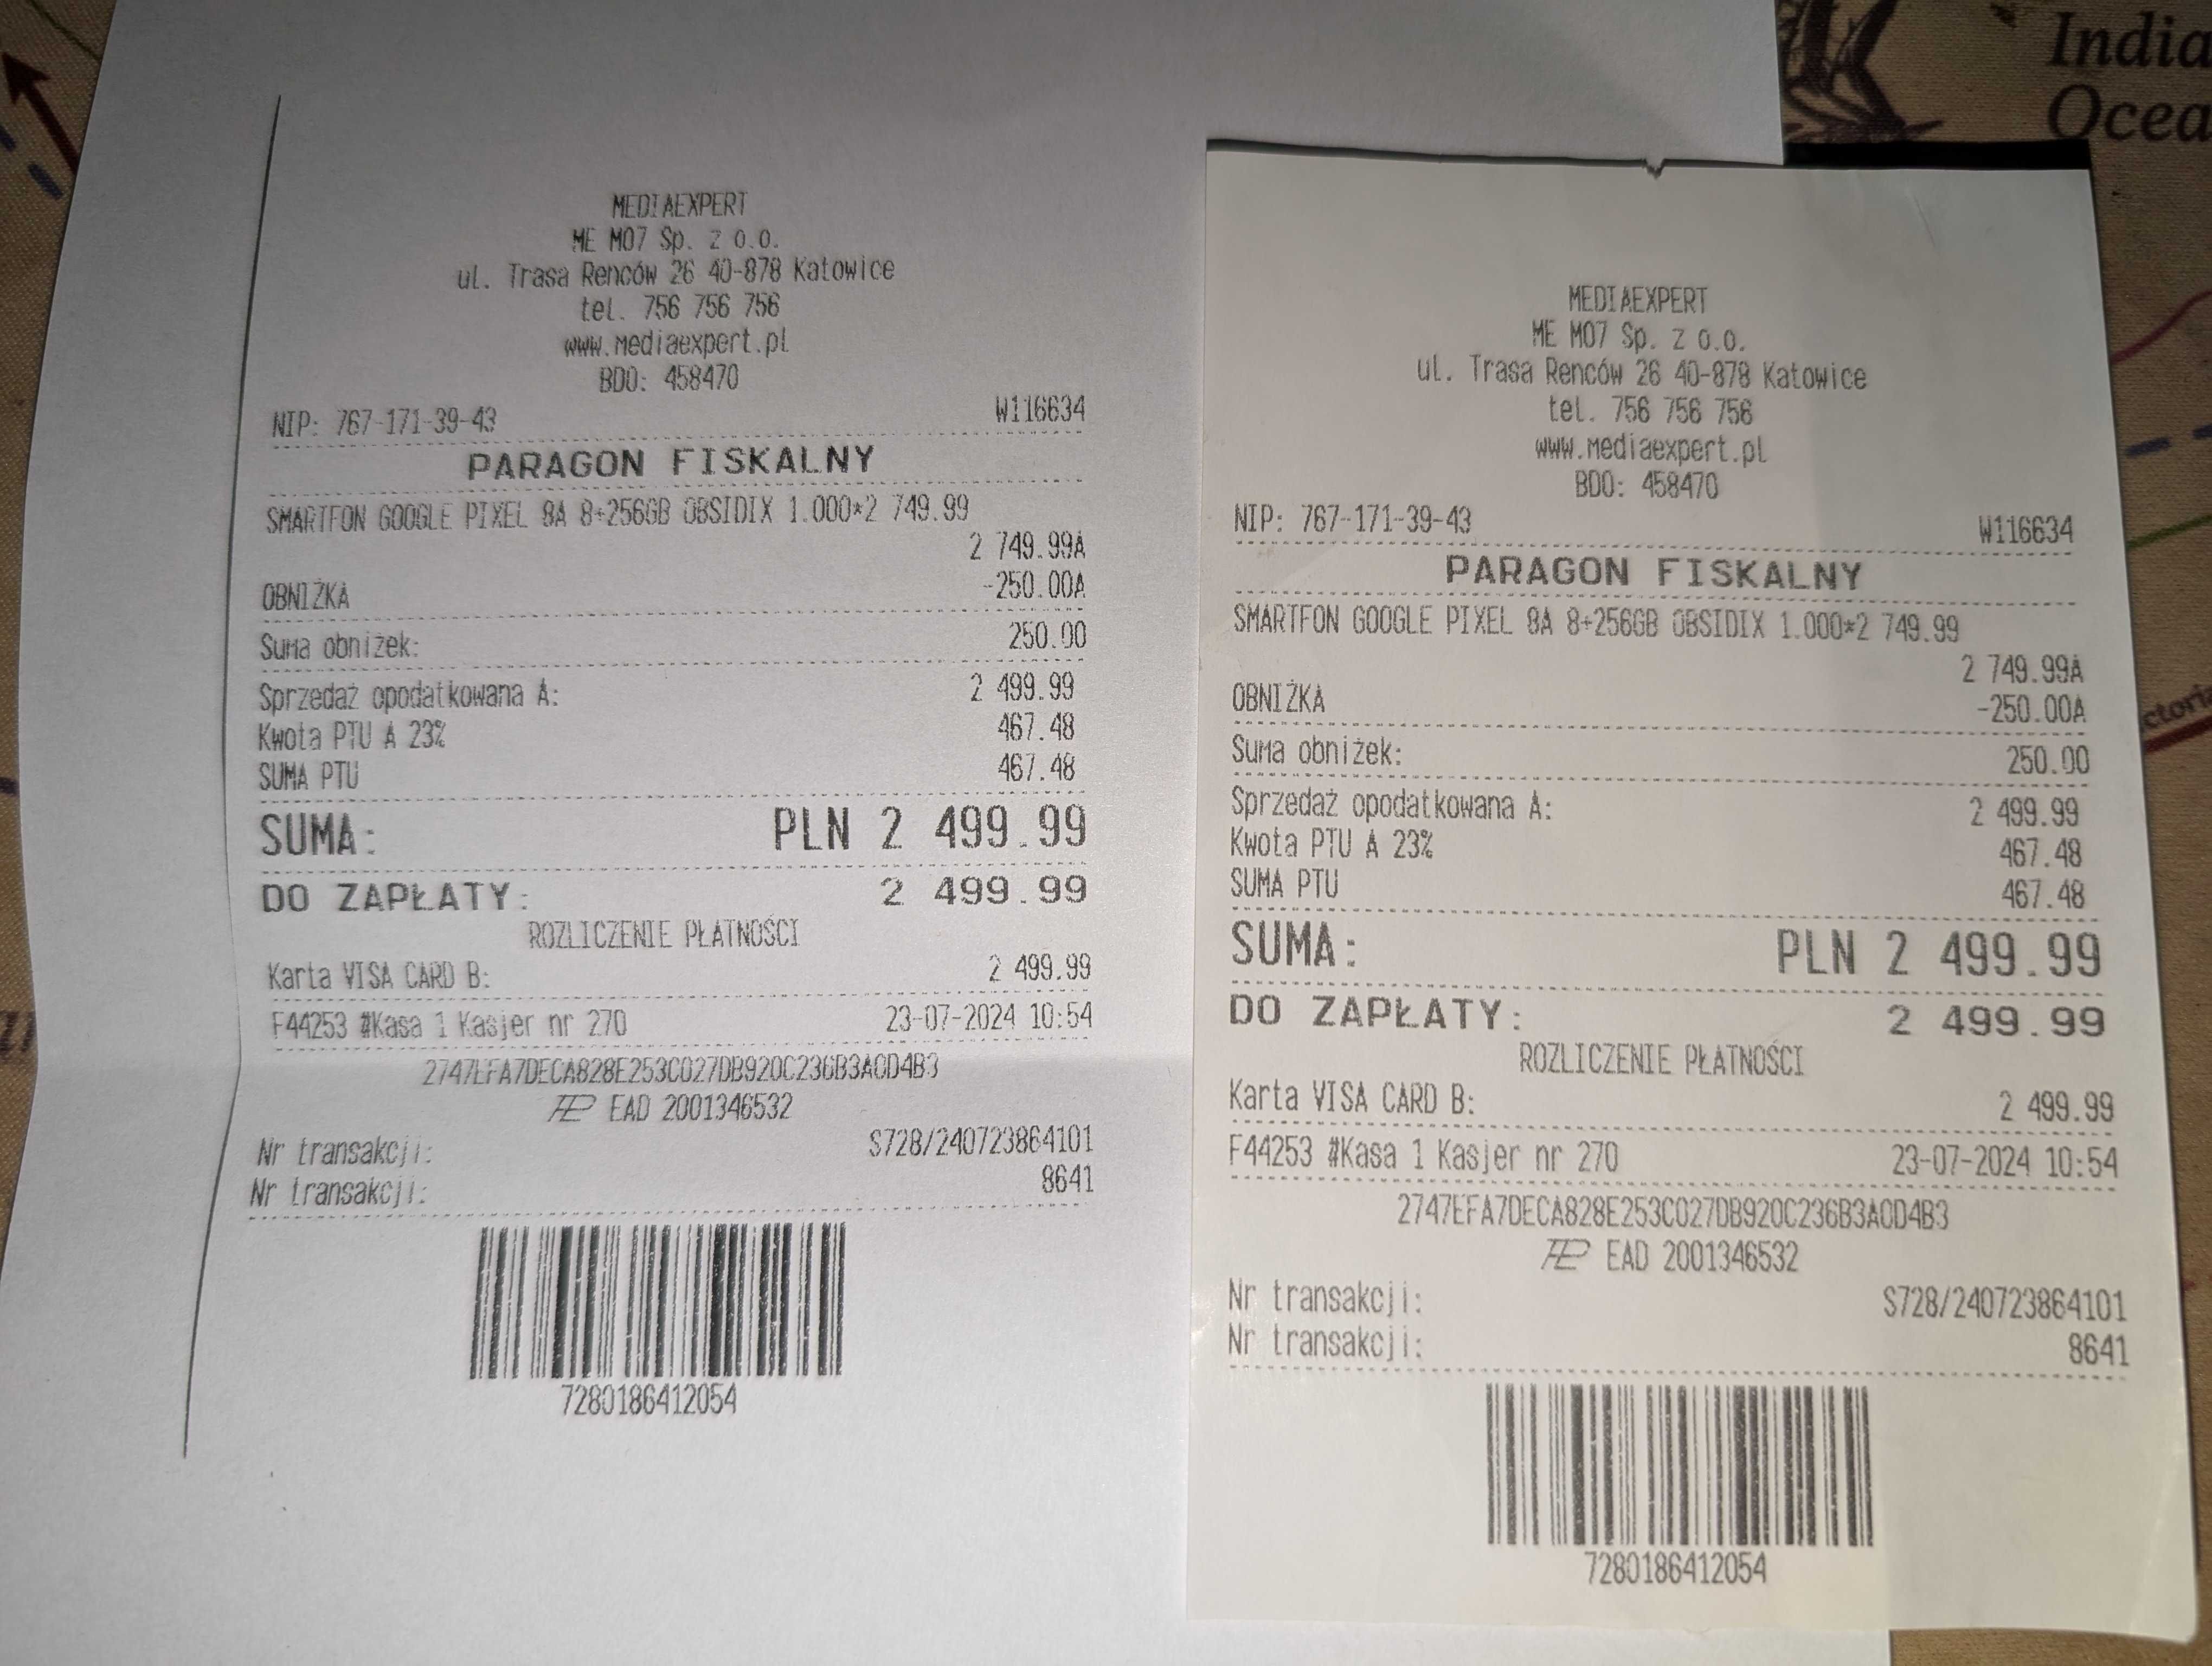 MEDIAEXPERT
ME M07 Sp. z o.o.
ul. Trasa Renców 26 40-878 Katowice
tel. 756 756 756
www.mediaexpert.pl
BDO: 458470
NIP: 767-171-39-43 W116634
PARAGON FISKALNY
SMARTFON GOOGLE PIXEL 8A 8+256GB OBSIDIX 1.000*2 749.99
2 749.99A
OBNIŻKA -250.00A
Suma obniżek: 250.00
Sprzedaż opodatkowana A: 2 499.99
Kwota PTU A 23% 467.48
SUMA PTU 467.48
SUMA: PLN 2 499.99
DO ZAPŁATY: 2 499.99
ROZLICZENIE PŁATNOŚCI
Karta VISA CARD B: 2 499.99
F44253 #Kasa 1 Kasjer nr 270 23-07-2024 10:54
2747EFA7DECA828E253C027DB920C236B3A0D4B3
EAD 2001346532
Nr transakcji: S728/240723864101
Nr transakcji: 8641
7280186412054
MEDIAEXPERT
ME M07 Sp. z o.o.
ul. Trasa Renców 26 40-878 Katowice
tel. 756 756 756
www.mediaexpert.pl
BDO: 458470
NIP: 767-171-39-43 W116634
PARAGON FISKALNY
SMARTFON GOOGLE PIXEL 8A 8+256GB OBSIDIX 1.000*2 749.99
2 749.99A
OBNIŻKA -250.00A
Suma obniżek: 250.00
Sprzedaż opodatkowana A: 2 499.99
Kwota PTU A 23% 467.48
SUMA PTU 467.48
SUMA: PLN 2 499.99
DO ZAPŁATY: 2 499.99
ROZLICZENIE PŁATNOŚCI
Karta VISA CARD B: 2 499.99
F44253 #Kasa 1 Kasjer nr 270 23-07-2024 10:54
2747EFA7DECA828E253C027DB920C236B3A0D4B3
EAD 2001346532
Nr transakcji: S728/240723864101
Nr transakcji: 8641
7280186412054
India
Ocea